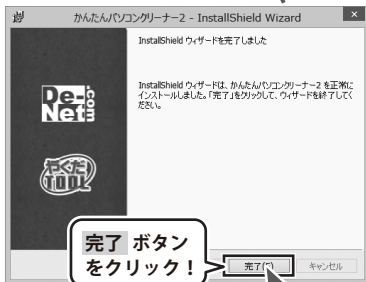 かんたんパソコンクリーナー2 - InstallShield Wizard
InstallShield ウィザードを完了しました
InstallShield ウィザードは、かんたんパソコンクリーナー2 を正常に
インストールしました。「完了」をクリックして、ウィザードを終了してく
ださい。
De-Net.com
やくだち
TOOL
完了 ボタン
をクリック！
完了(F)
キャンセル